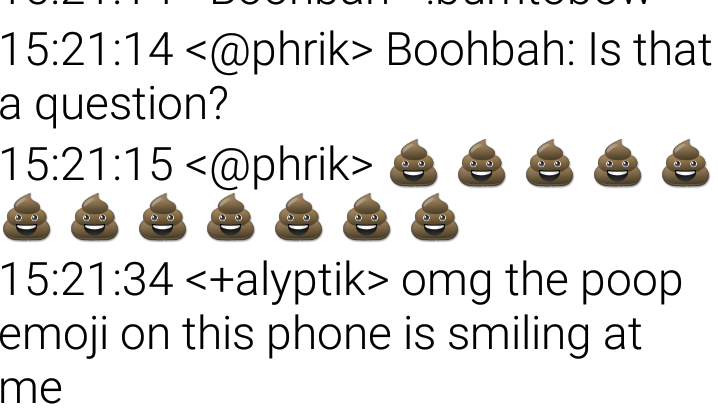 15:21:14 <@phrik> Boohbah: Is that
a question?
15:21:15 <@phrik> 💩 💩 💩 💩 💩
💩 💩 💩 💩 💩 💩 💩
15:21:34 <+alyptik> omg the poop
emoji on this phone is smiling at
me